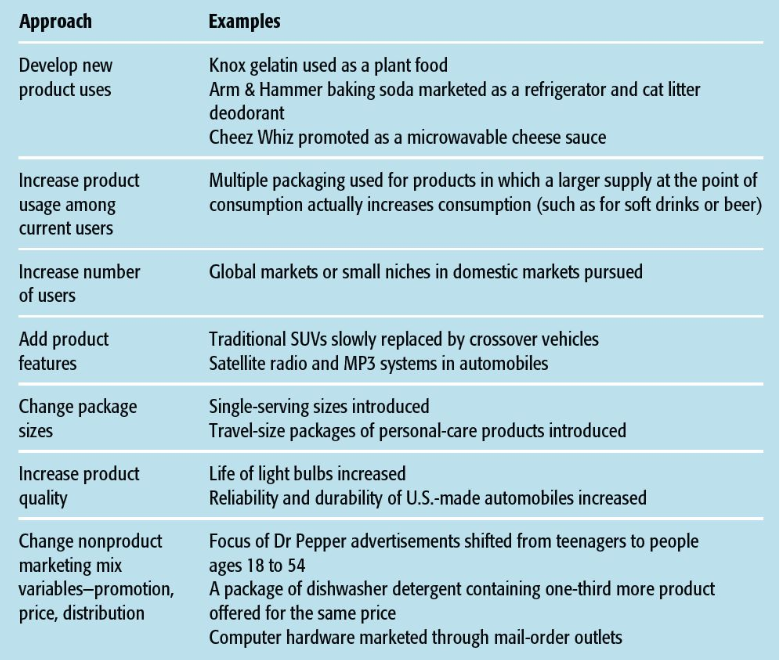 Approach Examples
Develop new Knox gelatin used as a plant food
product uses Arm & Hammer baking soda marketed as a refrigerator and cat litter
deodorant
Cheez Whiz promoted as a microwavable cheese sauce
Increase product Multiple packaging used for products in which a larger supply at the point of
usage among consumption actually increases consumption (such as for soft drinks or beer)
current users
Increase number Global markets or small niches in domestic markets pursued
of users
Add product Traditional SUVs slowly replaced by crossover vehicles
features Satellite radio and MP3 systems in automobiles
Change package Single-serving sizes introduced
sizes Travel-size packages of personal-care products introduced
Increase product Life of light bulbs increased
quality Reliability and durability of U.S.-made automobiles increased
Change nonproduct Focus of Dr Pepper advertisements shifted from teenagers to people
marketing mix ages 18 to 54
variables—promotion, A package of dishwasher detergent containing one-third more product
price, distribution offered for the same price
Computer hardware marketed through mail-order outlets